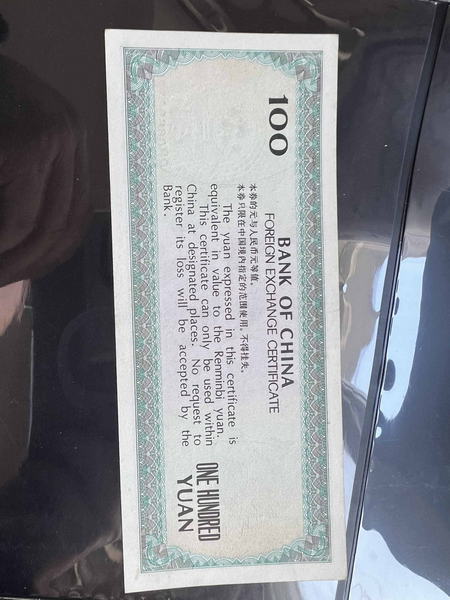 100
BANK OF CHINA
FOREIGN EXCHANGE CERTIFICATE
本券的元与人民币元等值。
本券只限在中国境内指定的范围使用，不得挂失。
The yuan expressed in this certificate is
equivalent in value to the Renminbi yuan.
This certificate can only be used within
China at designated places. No request to
register its loss will be accepted by the
Bank.
ONE HUNDRED
YUAN